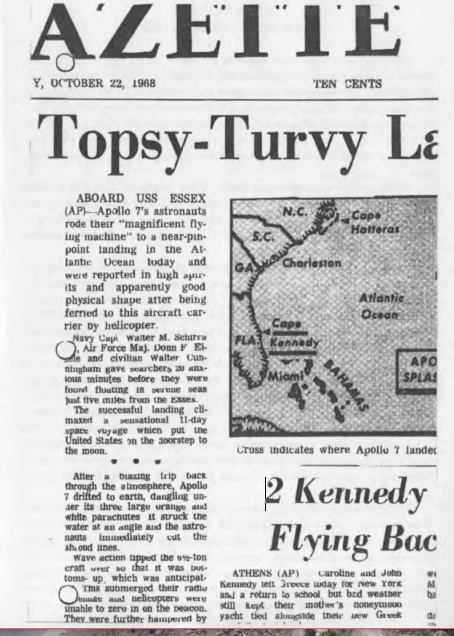 AZETTE
Y, OCTOBER 22, 1968
TEN CENTS
Topsy-Turvy La
ABOARD USS ESSEX
(AP)—Apollo 7's astronauts
rode their "magnificent fly-
ing machine" to a near-pin-
point landing in the At-
lantic Ocean today and
were reported in high spir-
its and apparently good
physical shape after being
ferried to this aircraft car-
rier by helicopter.
Navy Capt. Walter M. Schirra
, Air Force Maj. Donn F. Ei-
and civilian Walter Cun-
ningham gave searchers 20 anx-
ious minutes before they were
found floating in serene seas
just five miles from the Essex.
The successful landing cli-
maxed a sensational 11-day
space voyage which put the
United States on the doorstep to
the moon.
After a blazing trip back
through the atmosphere, Apollo
7 drifted to earth, dangling un-
der its three large orange and
white parachutes it struck the
water at an angle and the astro-
nauts immediately cut the
shroud lines.
Wave action tipped the -ton
craft over so that it was bot-
toms- up, which was anticipat-
This submerged their radio
and helicopters were
unable to zero in on the beacon.
They were further hampered by
N.C.
Cape
Hatteras
S.C.
GA.
Charleston
Atlantic
Ocean
Cape
Kennedy
FLA.
Miami
BAHAMAS
APO
SPLAS
Cross indicates where Apollo 7 landed
2 Kennedy
Flying Bac
ATHENS (AP) Caroline and John
Kennedy left Greece today for New York
and a return to school, but bad weather
still kept their mother's honeymoon
yacht tied alongside their new Greek